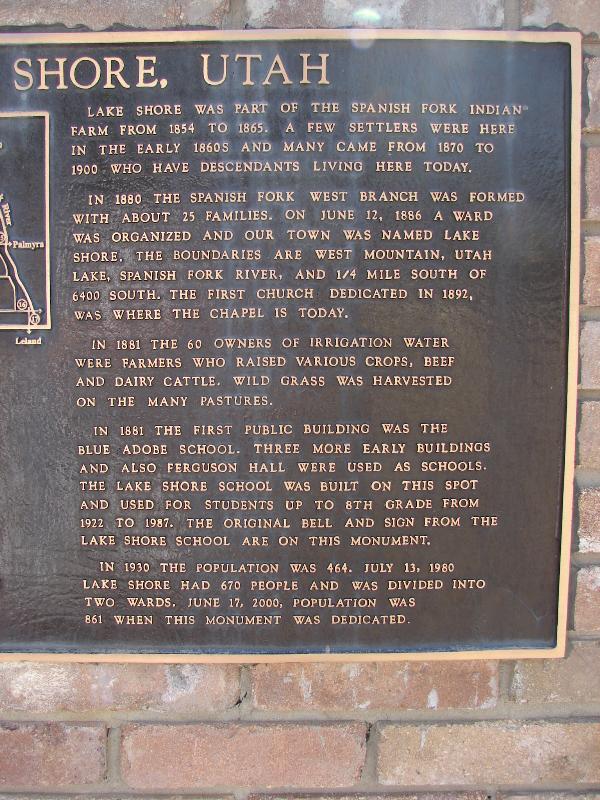 SHORE, UTAH
LAKE SHORE WAS PART OF THE SPANISH FORK INDIAN
FARM FROM 1854 TO 1865. A FEW SETTLERS WERE HERE
IN THE EARLY 1860S AND MANY CAME FROM 1870 TO
1900 WHO HAVE DESCENDANTS LIVING HERE TODAY.
IN 1880 THE SPANISH FORK WEST BRANCH WAS FORMED
WITH ABOUT 25 FAMILIES. ON JUNE 12, 1886 A WARD
WAS ORGANIZED AND OUR TOWN WAS NAMED LAKE
SHORE. THE BOUNDARIES ARE WEST MOUNTAIN, UTAH
LAKE, SPANISH FORK RIVER, AND 1/4 MILE SOUTH OF
6400 SOUTH. THE FIRST CHURCH DEDICATED IN 1892,
WAS WHERE THE CHAPEL IS TODAY.
IN 1881 THE 60 OWNERS OF IRRIGATION WATER
WERE FARMERS WHO RAISED VARIOUS CROPS, BEEF
AND DAIRY CATTLE. WILD GRASS WAS HARVESTED
ON THE MANY PASTURES.
IN 1881 THE FIRST PUBLIC BUILDING WAS THE
BLUE ADOBE SCHOOL. THREE MORE EARLY BUILDINGS
AND ALSO FERGUSON HALL WERE USED AS SCHOOLS.
THE LAKE SHORE SCHOOL WAS BUILT ON THIS SPOT
AND USED FOR STUDENTS UP TO 8TH GRADE FROM
1922 TO 1987. THE ORIGINAL BELL AND SIGN FROM THE
LAKE SHORE SCHOOL ARE ON THIS MONUMENT.
IN 1930 THE POPULATION WAS 464. JULY 13, 1980
LAKE SHORE HAD 670 PEOPLE AND WAS DIVIDED INTO
TWO WARDS. JUNE 17, 2000, POPULATION WAS
861 WHEN THIS MONUMENT WAS DEDICATED.
River
Palmyra
16
17
Leland